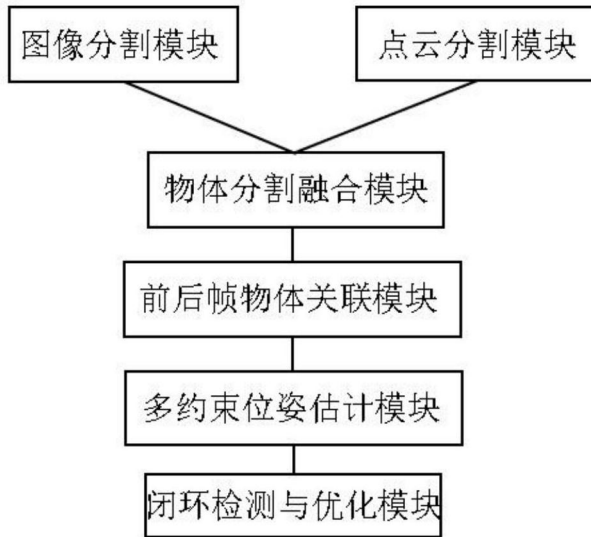 图像分割模块
点云分割模块
物体分割融合模块
前后帧物体关联模块
多约束位姿估计模块
闭环检测与优化模块